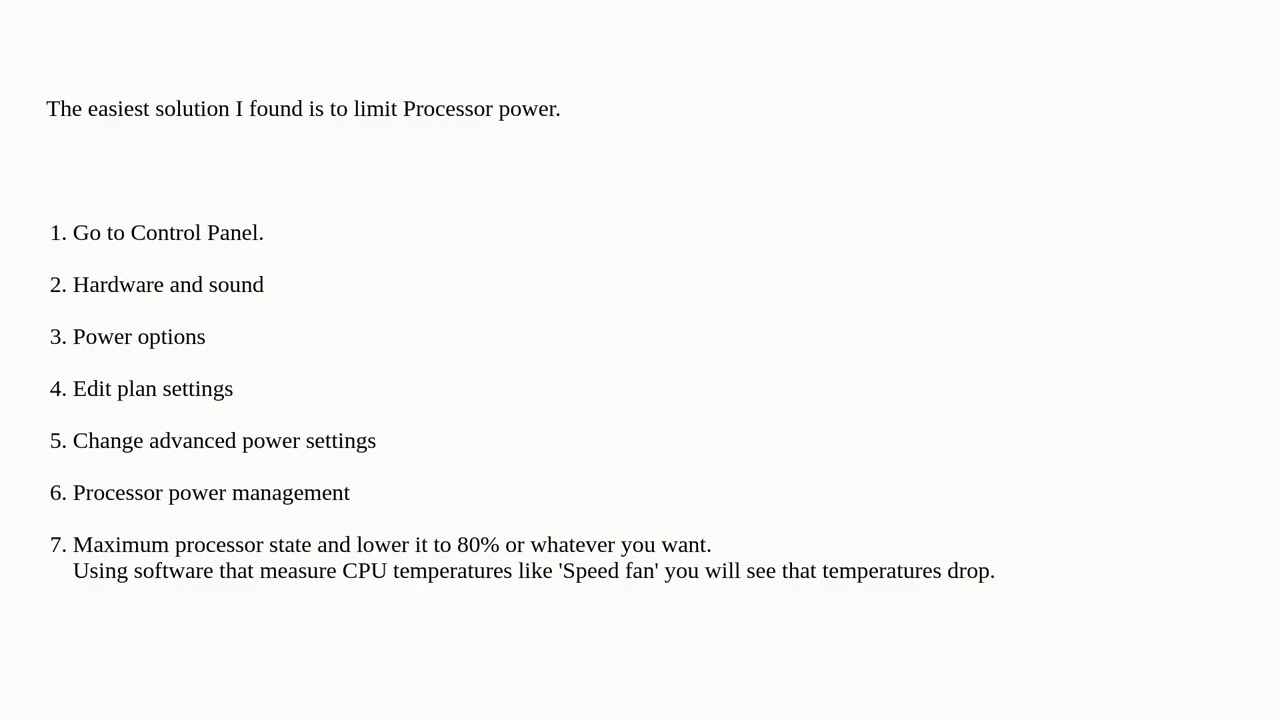 The easiest solution I found is to limit Processor power.
1. Go to Control Panel.
2. Hardware and sound
3. Power options
4. Edit plan settings
5. Change advanced power settings
6. Processor power management
7. Maximum processor state and lower it to 80% or whatever you want.
Using software that measure CPU temperatures like 'Speed fan' you will see that temperatures drop.